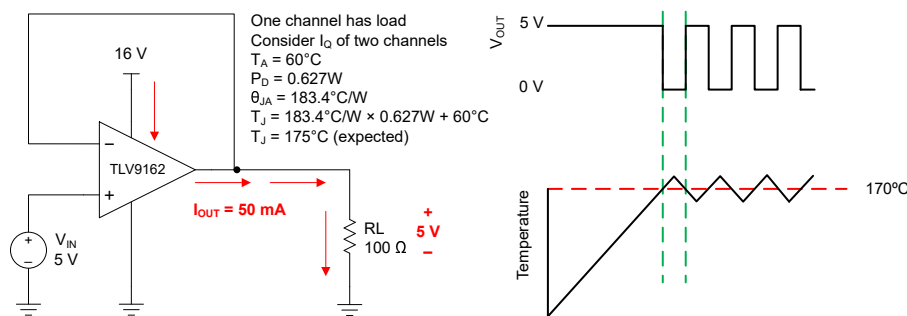 One channel has load
Consider IQ of two channels
TA = 60°C
PD = 0.627W
θJA = 183.4°C/W
TJ = 183.4°C/W × 0.627W + 60°C
TJ = 175°C (expected)
16 V
–
TLV9162
+
IOUT = 50 mA
+
–
VIN
5 V
RL
100 Ω
+
5 V
–
VOUT
5 V
0 V
Temperature
170ºC